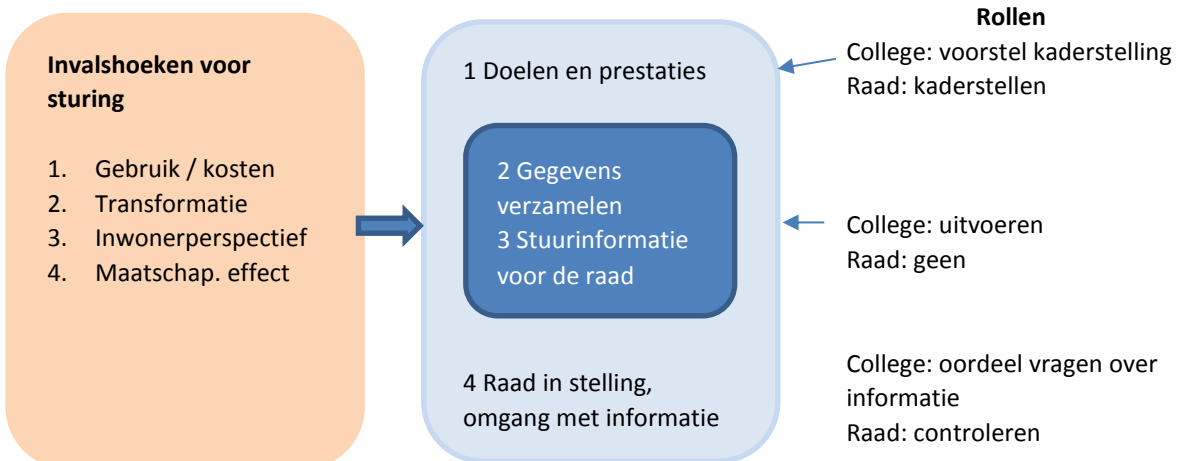 Invalshoeken voor
sturing
1. Gebruik / kosten
2. Transformatie
3. Inwonerperspectief
4. Maatschap. effect
1 Doelen en prestaties
2 Gegevens
verzamelen
3 Stuurinformatie
voor de raad
4 Raad in stelling,
omgang met informatie
Rollen
College: voorstel kaderstelling
Raad: kaderstellen
College: uitvoeren
Raad: geen
College: oordeel vragen over
informatie
Raad: controleren